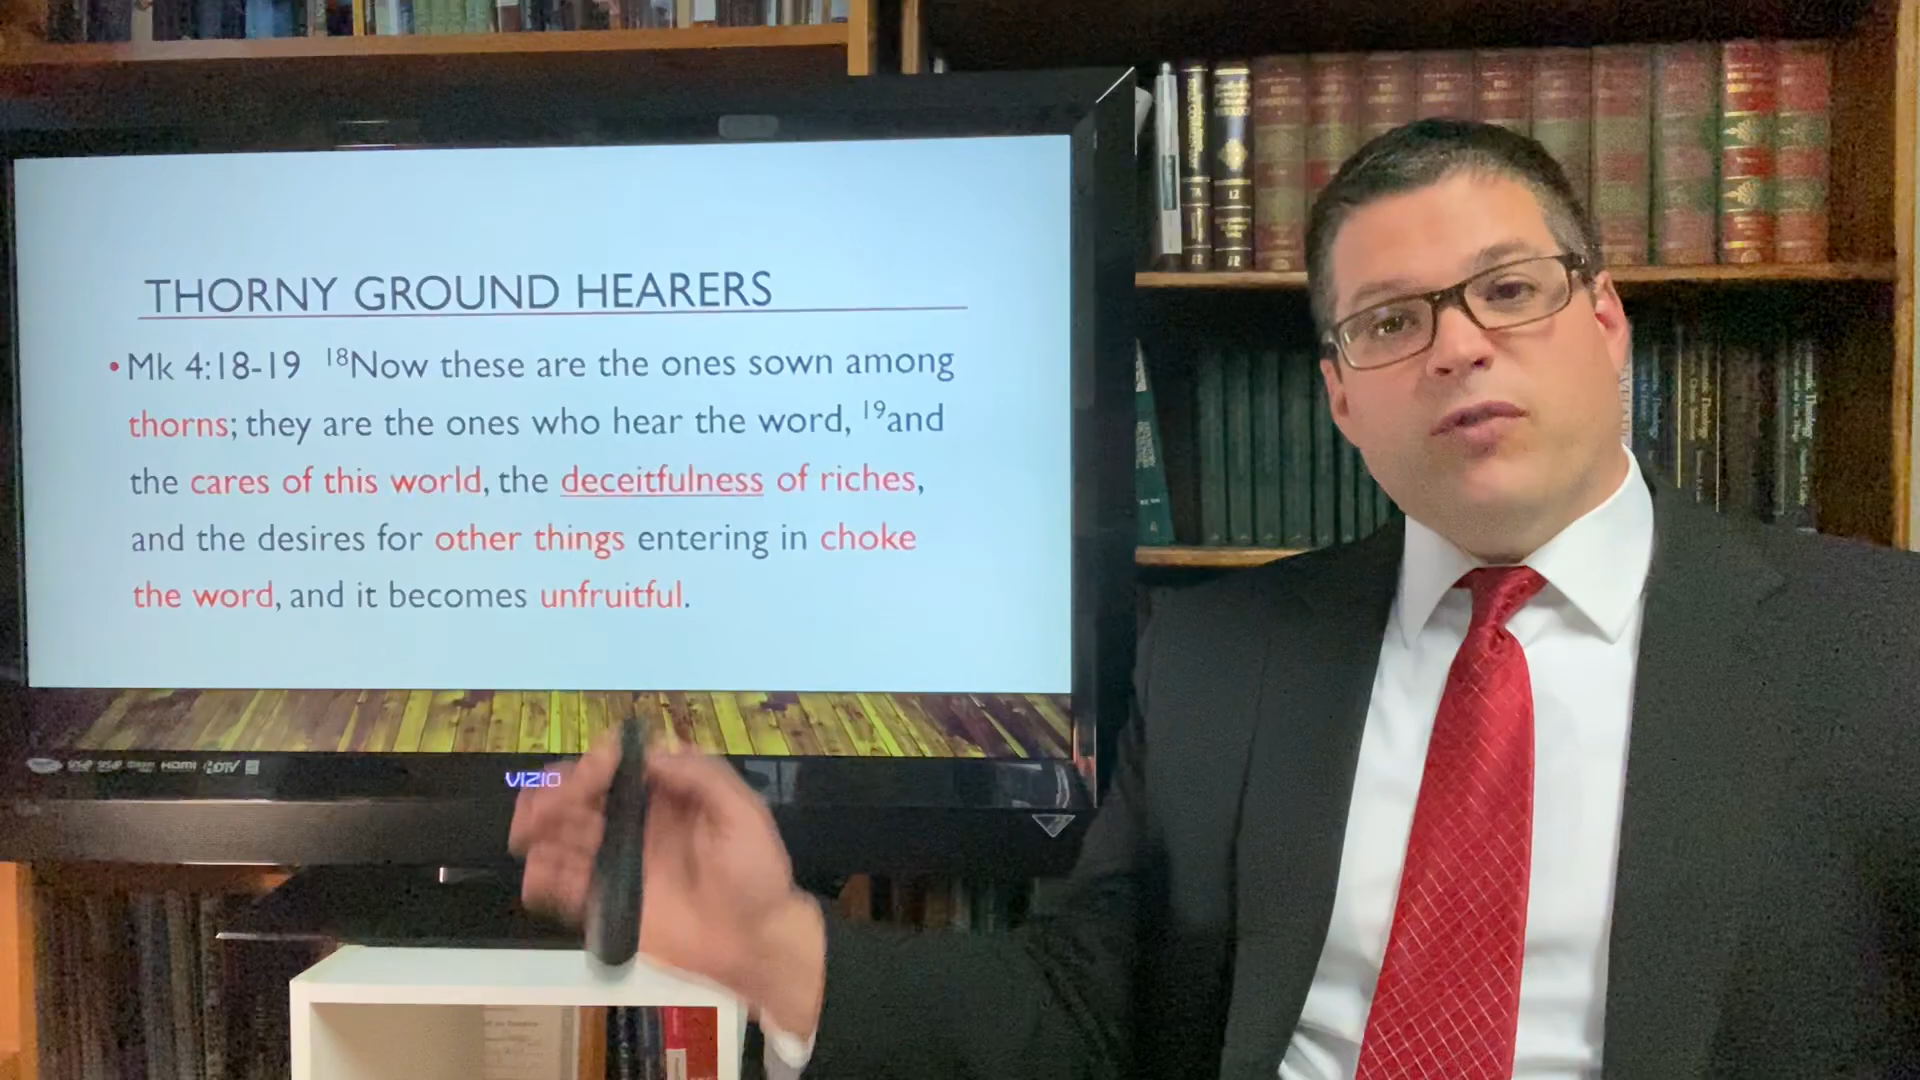 THORNY GROUND HEARERS
• Mk 4:18-19 18Now these are the ones sown among
thorns; they are the ones who hear the word, 19and
the cares of this world, the deceitfulness of riches,
and the desires for other things entering in choke
the word, and it becomes unfruitful.
HDMI
VIZIO
12